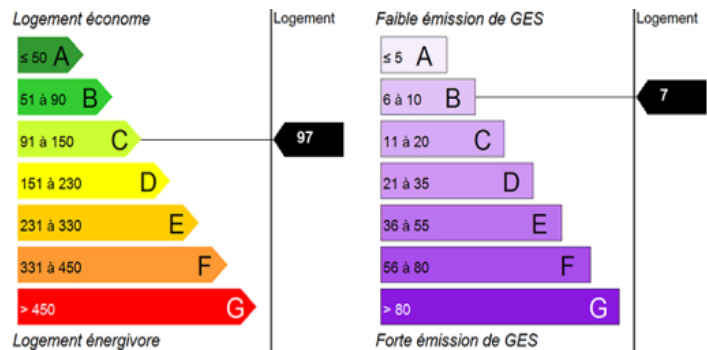 Logement économe
Logement
≤ 50 A
51 à 90 B
91 à 150 C
97
151 à 230 D
231 à 330 E
331 à 450 F
> 450 G
Logement énergivore
Faible émission de GES
Logement
≤ 5 A
6 à 10 B
7
11 à 20 C
21 à 35 D
36 à 55 E
56 à 80 F
> 80 G
Forte émission de GES